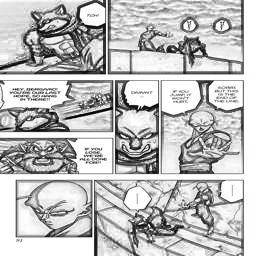 TCH!
SORRY,
BUT THIS
IS THE
END OF
THE LINE.
IF YOU
JUMP, IT
WON'T
HURT.
DAMMIT
HEY, BERGAMO!
YOU'RE OUR LAST
HOPE, SO HANG
IN THERE!!
IF YOU
LOSE,
WE'RE
ALL DONE
FOR!!